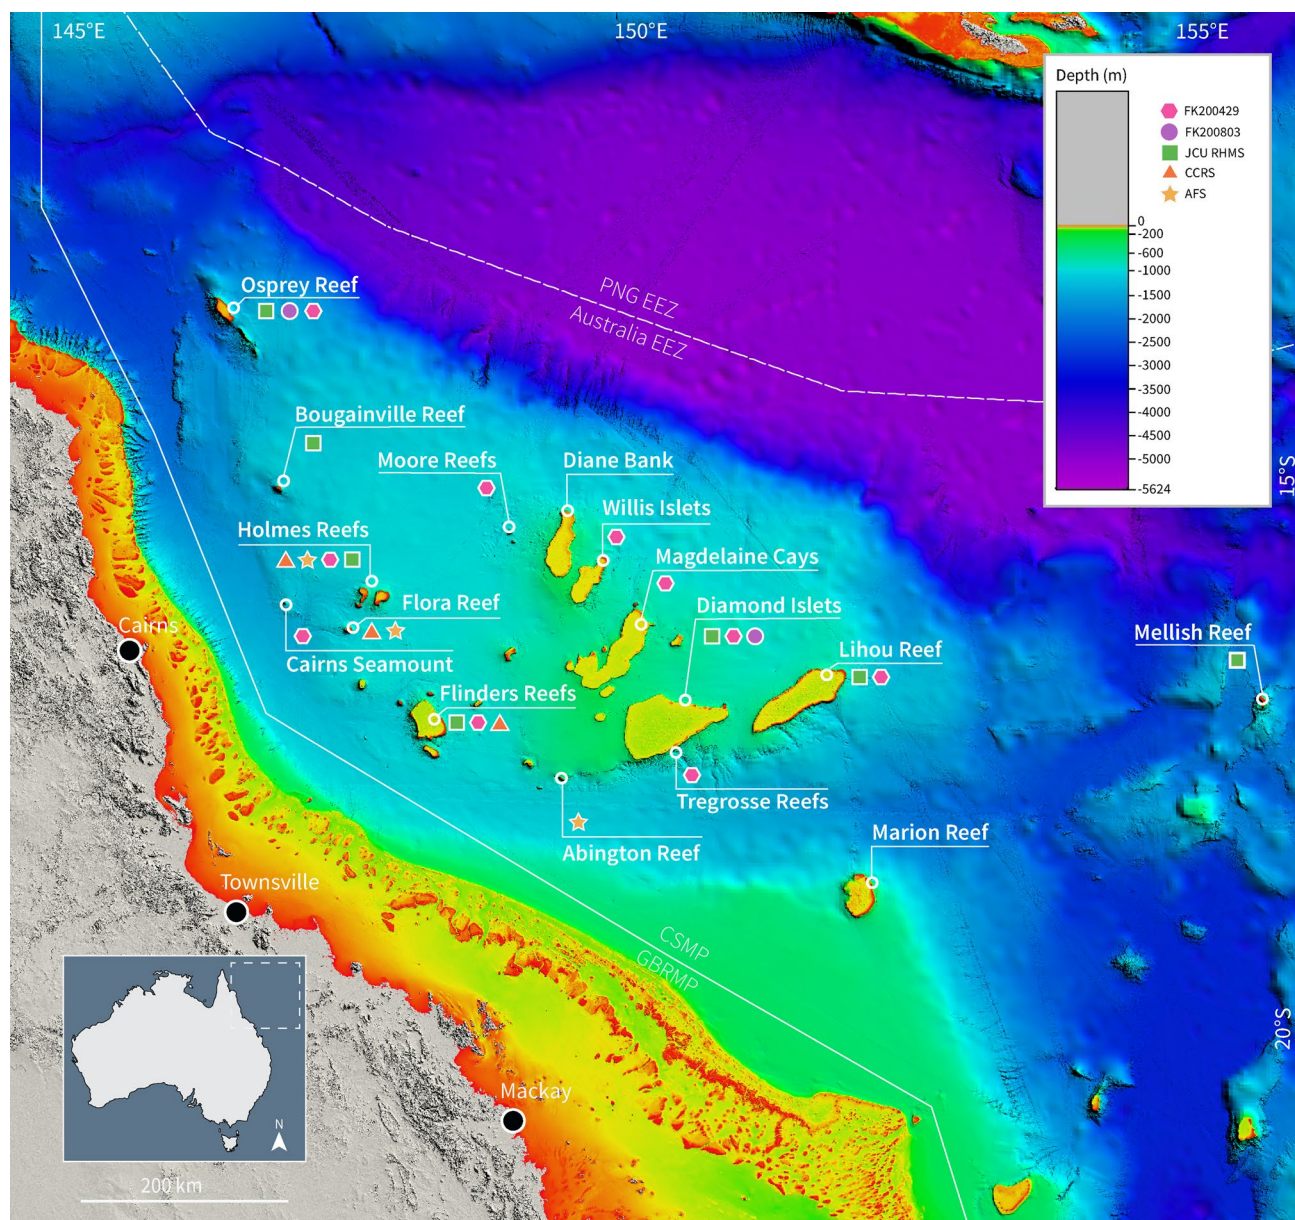 145°E
150°E
155°E
Depth (m)
FK200429
FK200803
JCU RHMS
CCRS
AFS
0
-200
-600
-1000
-1500
-2000
-2500
-3000
-3500
-4000
-4500
-5000
-5624
PNG EEZ
Australia EEZ
Osprey Reef
Bougainville Reef
Moore Reefs
Diane Bank
15°S
Willis Islets
Holmes Reefs
Magdelaine Cays
Flora Reef
Diamond Islets
Cairns
Mellish Reef
Lihou Reef
Cairns Seamount
Flinders Reefs
Tregrosse Reefs
Marion Reef
Abington Reef
Townsville
CSMP
GBRMP
20°S
Mackay
N
200 km